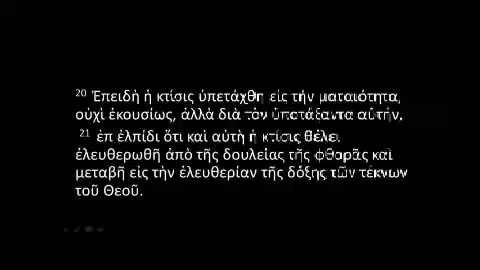 20 Ἐπειδὴ ἡ κτίσις ὑπετάχθη εἰς τὴν ματαιότητα,
οὐχὶ ἑκουσίως, ἀλλὰ διὰ τὸν ὑποτάξαντα αὐτήν.
21 ἐπ ἐλπίδι ὅτι καὶ αὐτὴ ἡ κτίσις θέλει
ἐλευθερωθῆ ἀπὸ τῆς δουλείας τῆς φθορᾶς καὶ
μεταβῆ εἰς τὴν ἐλευθερίαν τῆς δόξης τῶν τέκνων
τοῦ Θεοῦ.